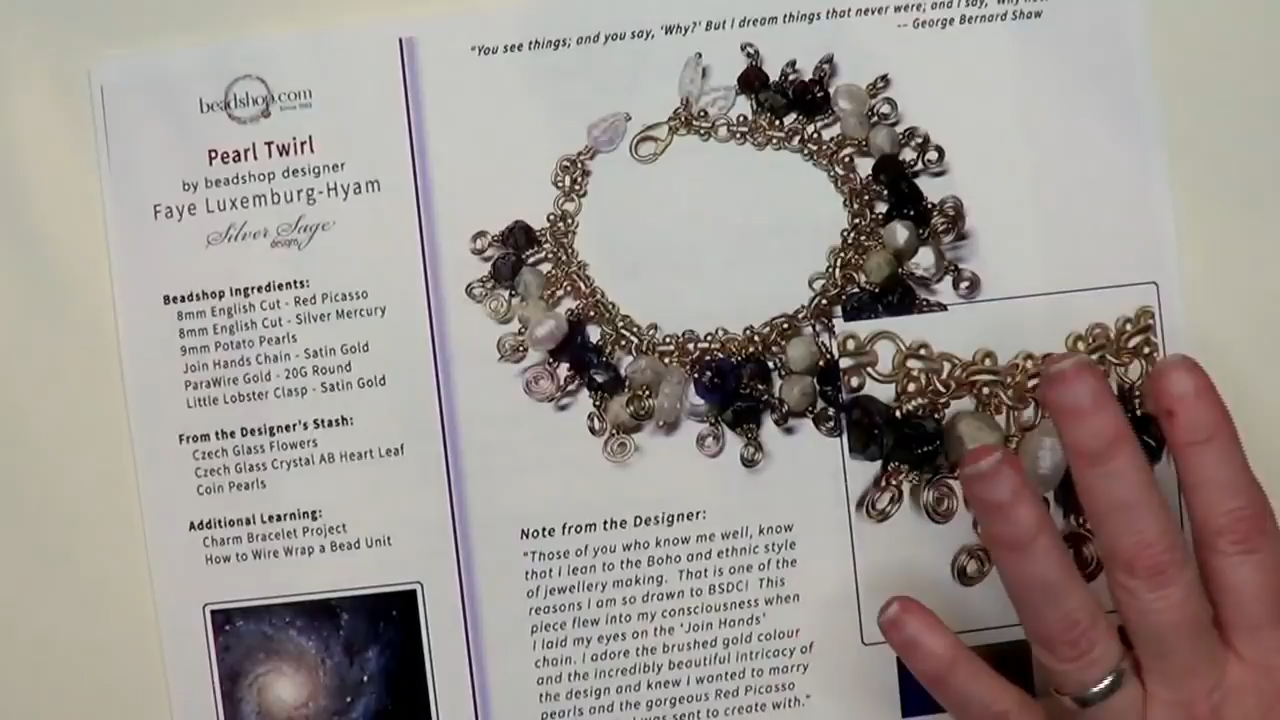 "You see things; and you say, 'Why?' But I dream things that never were; and I say, 'Why
-- George Bernard Shaw
beadshop.com
Pearl Twirl
by beadshop designer
Faye Luxemburg-Hyam
Silver Sage
designs
Beadshop Ingredients:
8mm English Cut - Red Picasso
8mm English Cut - Silver Mercury
9mm Potato Pearls
Join Hands Chain - Satin Gold
ParaWire Gold - 20G Round
Little Lobster Clasp - Satin Gold
From the Designer's Stash:
Czech Glass Flowers
Czech Glass Crystal AB Heart Leaf
Coin Pearls
Additional Learning:
Charm Bracelet Project
How to Wire Wrap a Bead Unit
Note from the Designer:
"Those of you who know me well, know
that I lean to the Boho and ethnic style
of jewellery making. That is one of the
reasons I am so drawn to BSDC! This
piece flew into my consciousness when
I laid my eyes on the 'Join Hands'
chain. I adore the brushed gold colour
and the incredibly beautiful intricacy of
the design and knew I wanted to marry
pearls and the gorgeous Red Picasso
I was sent to create with."